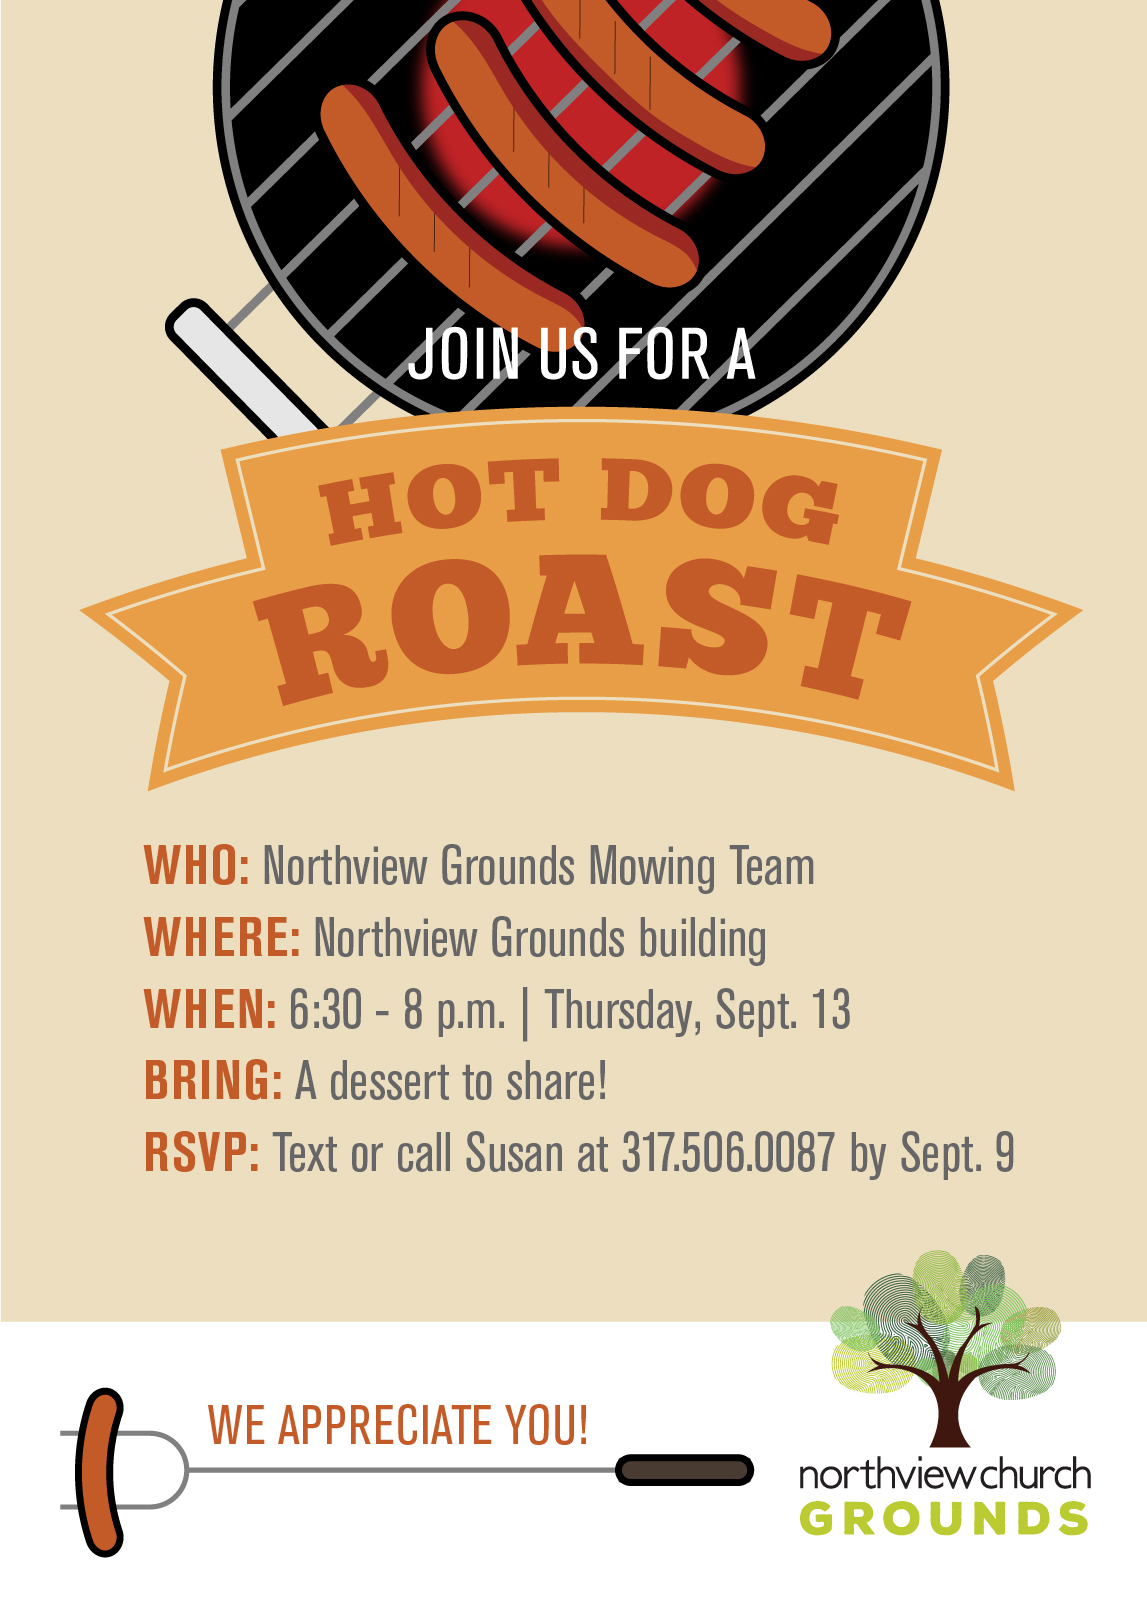 JOIN US FOR A
HOT DOG
ROAST
WHO: Northview Grounds Mowing Team
WHERE: Northview Grounds building
WHEN: 6:30 - 8 p.m. | Thursday, Sept. 13
BRING: A dessert to share!
RSVP: Text or call Susan at 317.506.0087 by Sept. 9
WE APPRECIATE YOU!
northviewchurch
GROUNDS